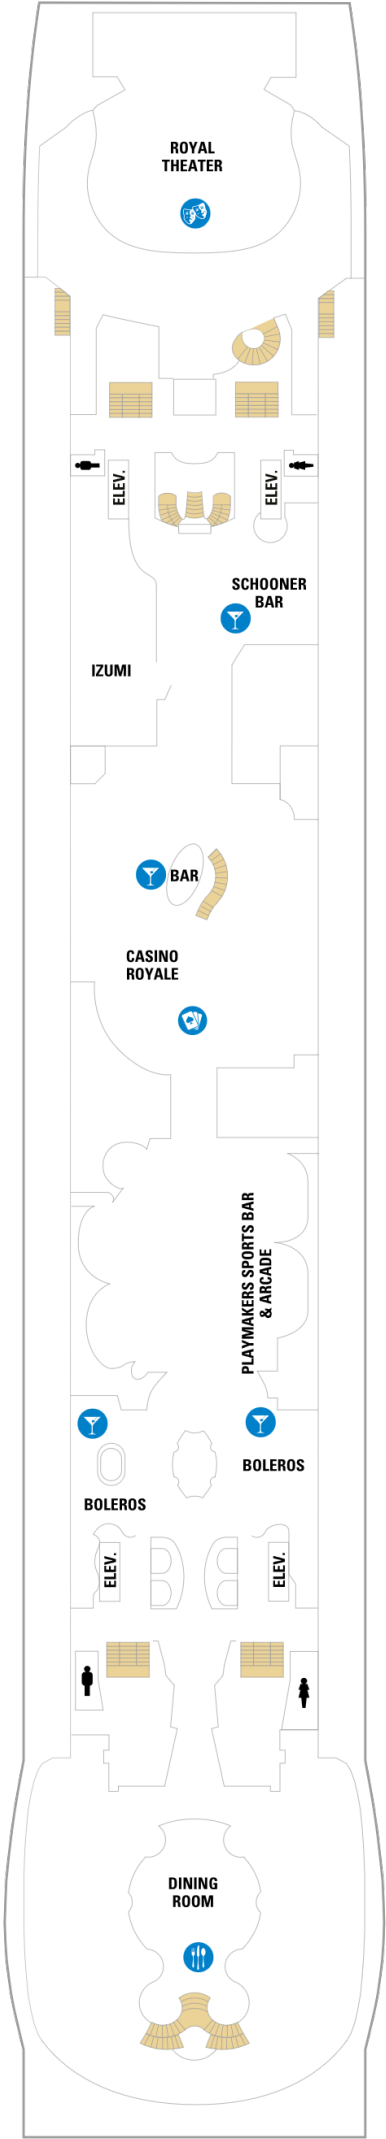 ROYAL
THEATER
ELEV.
ELEV.
SCHOONER
BAR
IZUMI
BAR
CASINO
ROYALE
PLAYMAKERS SPORTS BAR
& ARCADE
BOLEROS
BOLEROS
ELEV.
ELEV.
DINING
ROOM